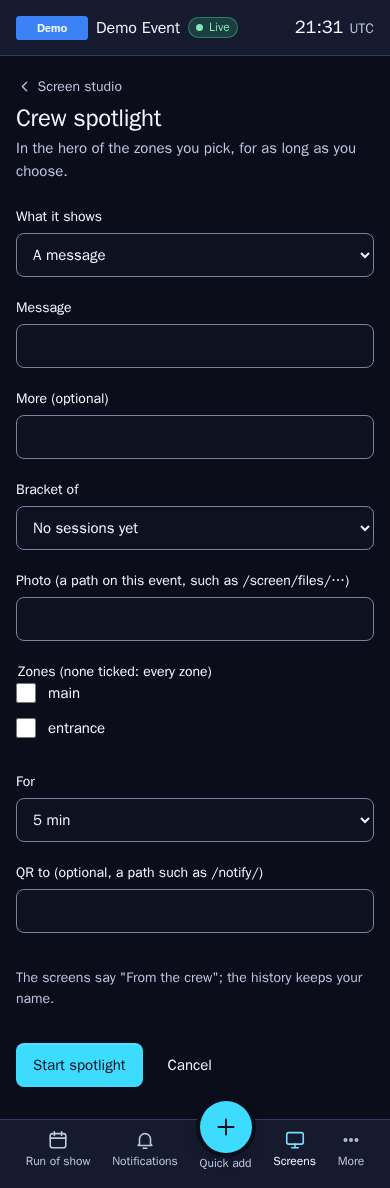 Demo
Demo Event
Live
21:31 UTC
Screen studio
Crew spotlight
In the hero of the zones you pick, for as long as you
choose.
What it shows
A message
Message
More (optional)
Bracket of
No sessions yet
Photo (a path on this event, such as /screen/files/…)
Zones (none ticked: every zone)
main
entrance
For
5 min
QR to (optional, a path such as /notify/)
The screens say "From the crew"; the history keeps your
name.
Start spotlight
Cancel
Run of show
Notifications
Quick add
Screens
More